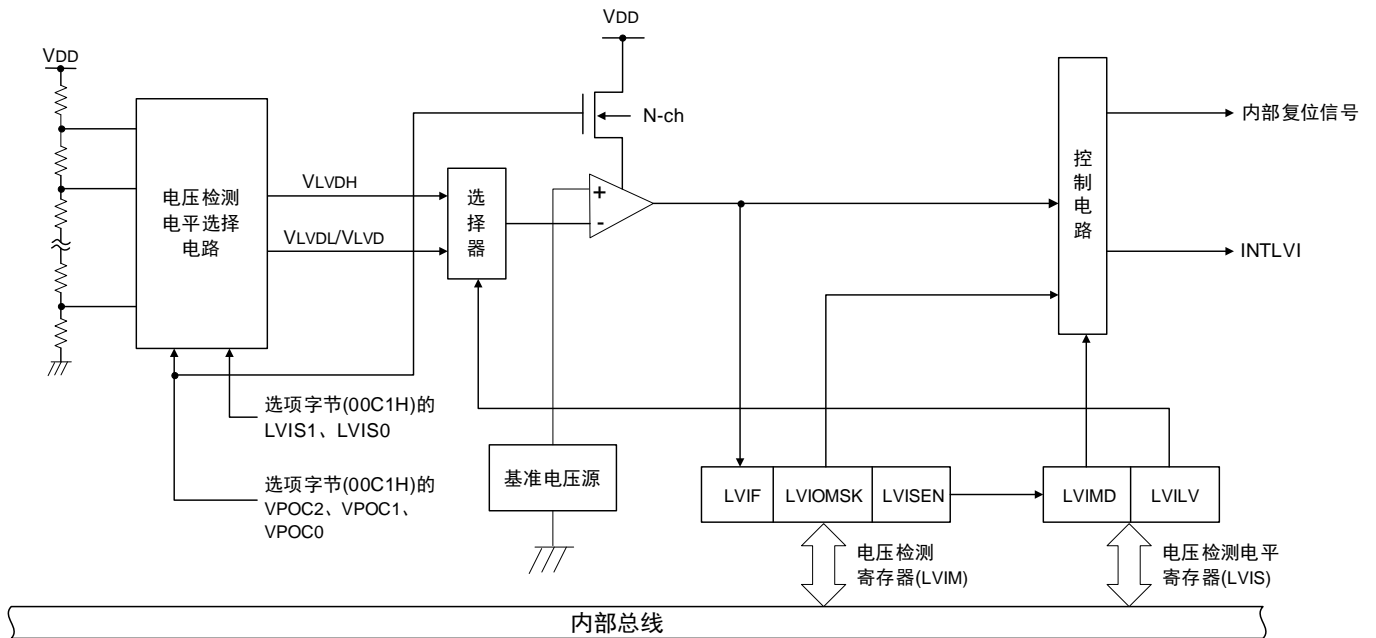 VDD
VDD
N-ch
内部复位信号
电压检测
电平选择
电路
VLVDH
VLVDL/VLVD
选
择
器
+
-
控
制
电
路
INTLVI
选项字节(00C1H)的
LVIS1、LVIS0
选项字节(00C1H)的
VPOC2、VPOC1、
VPOC0
基准电压源
LVIF
LVIOMSK
LVISEN
LVIMD
LVILV
电压检测
寄存器(LVIM)
电压检测电平
寄存器(LVIS)
内部总线